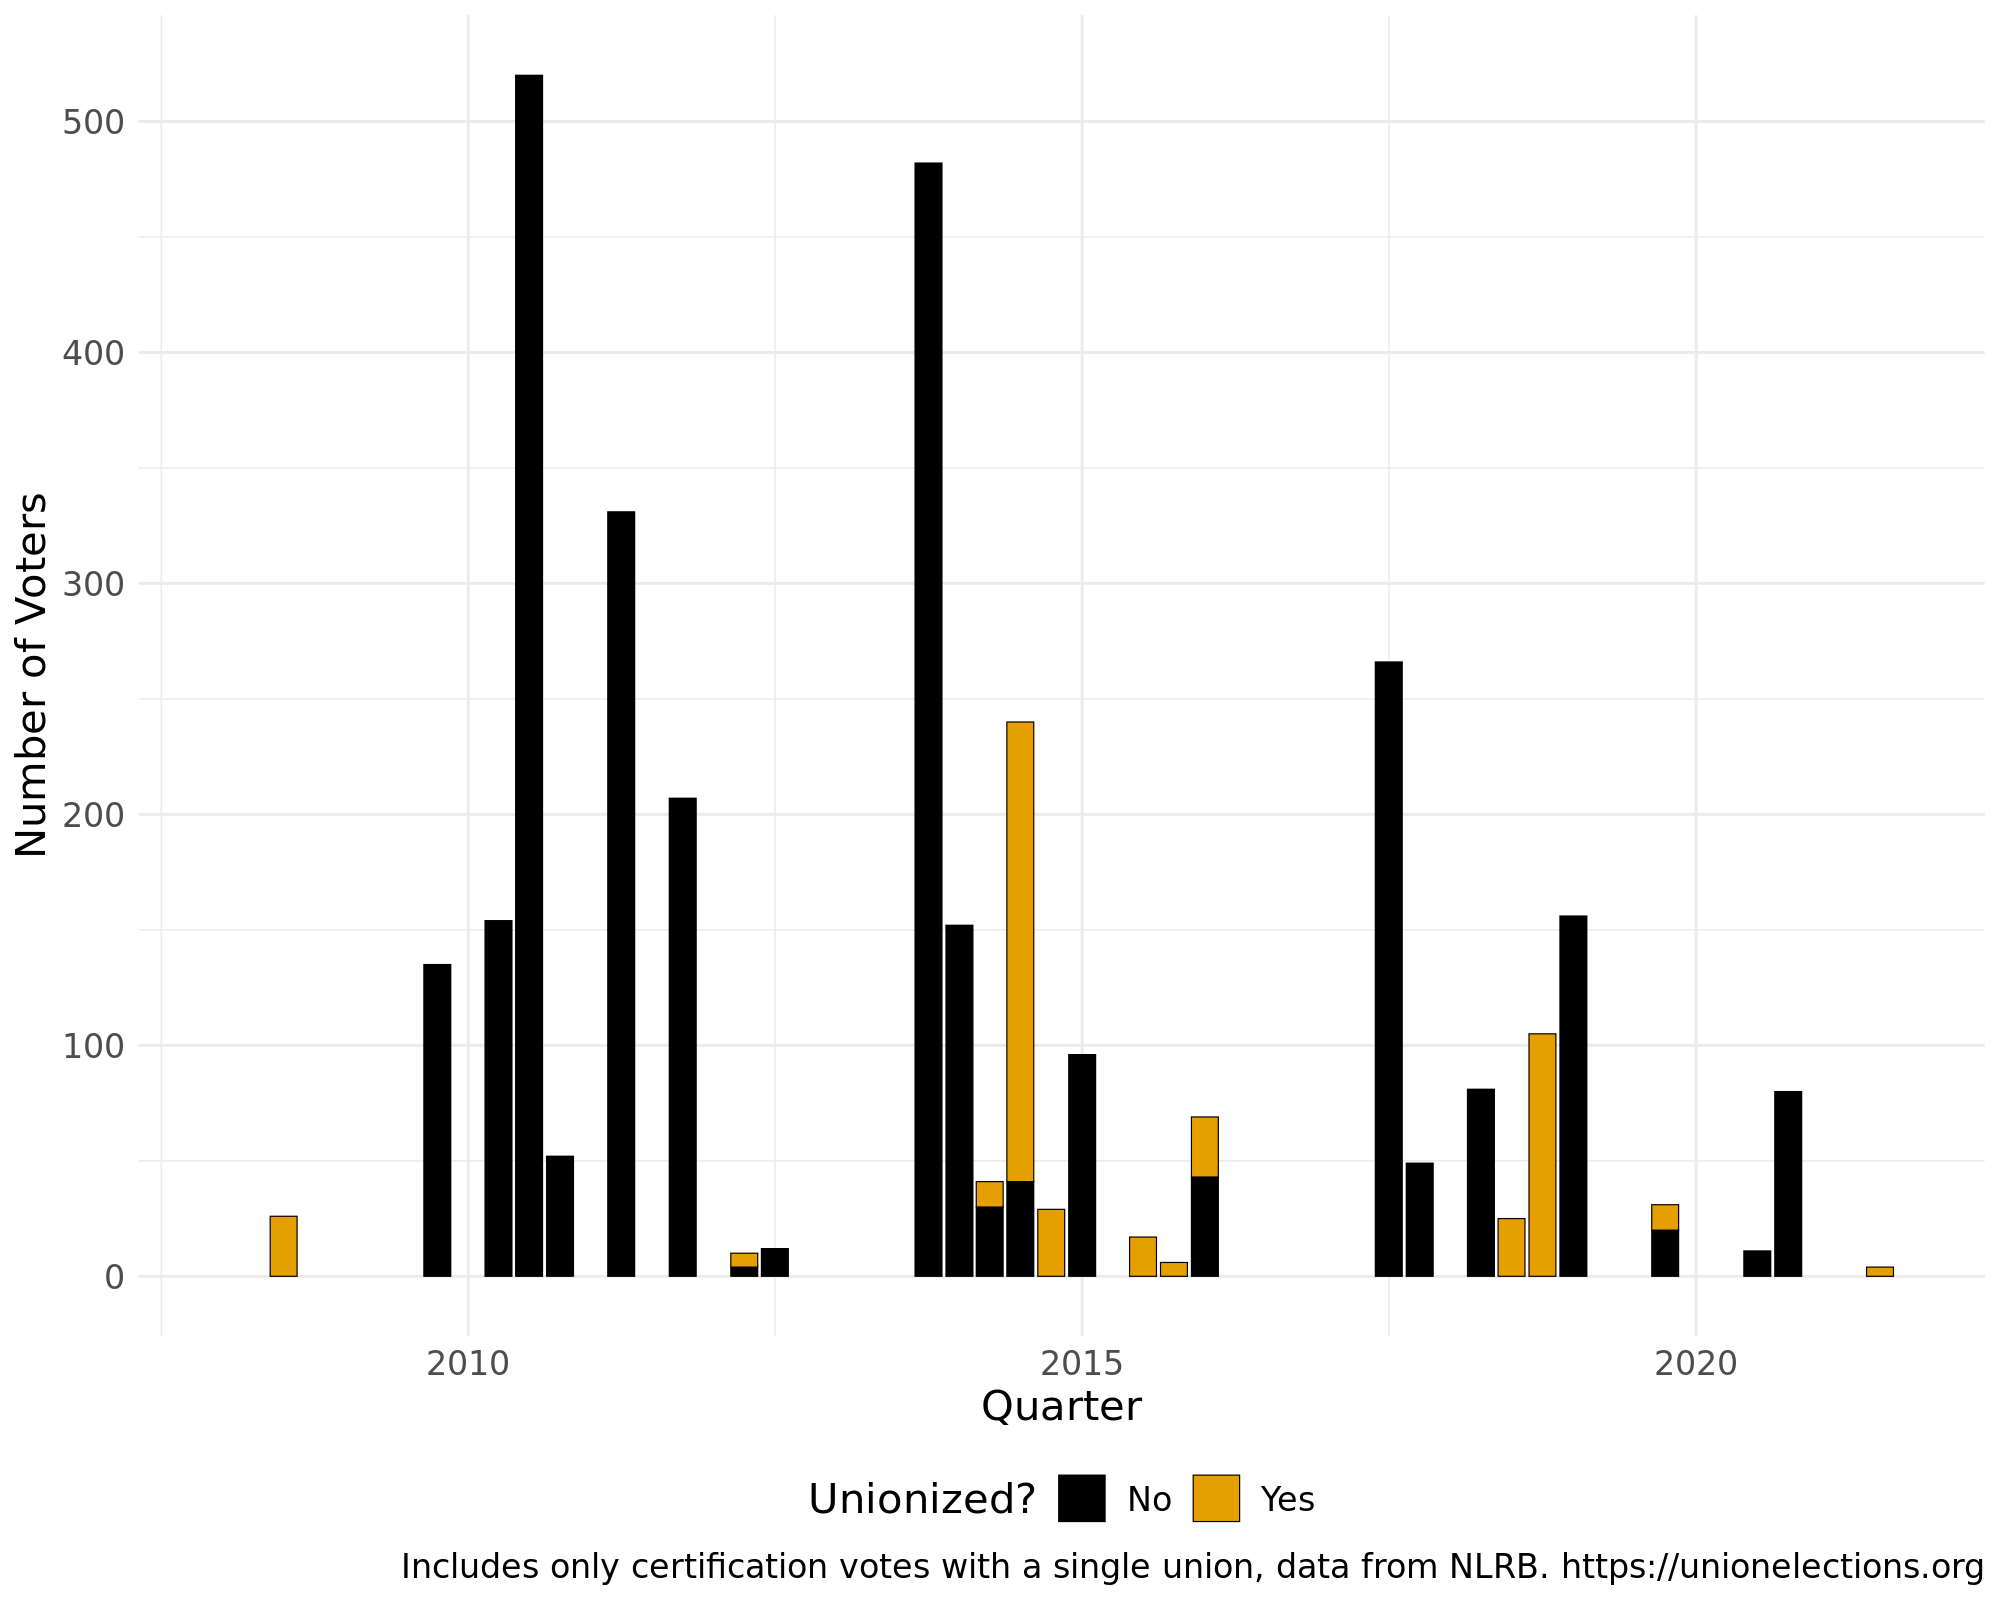 Number of Voters
500
400
300
200
100
0
2010 2015 2020
Quarter
Unionized? No Yes
Includes only certification votes with a single union, data from NLRB. https://unionelections.org